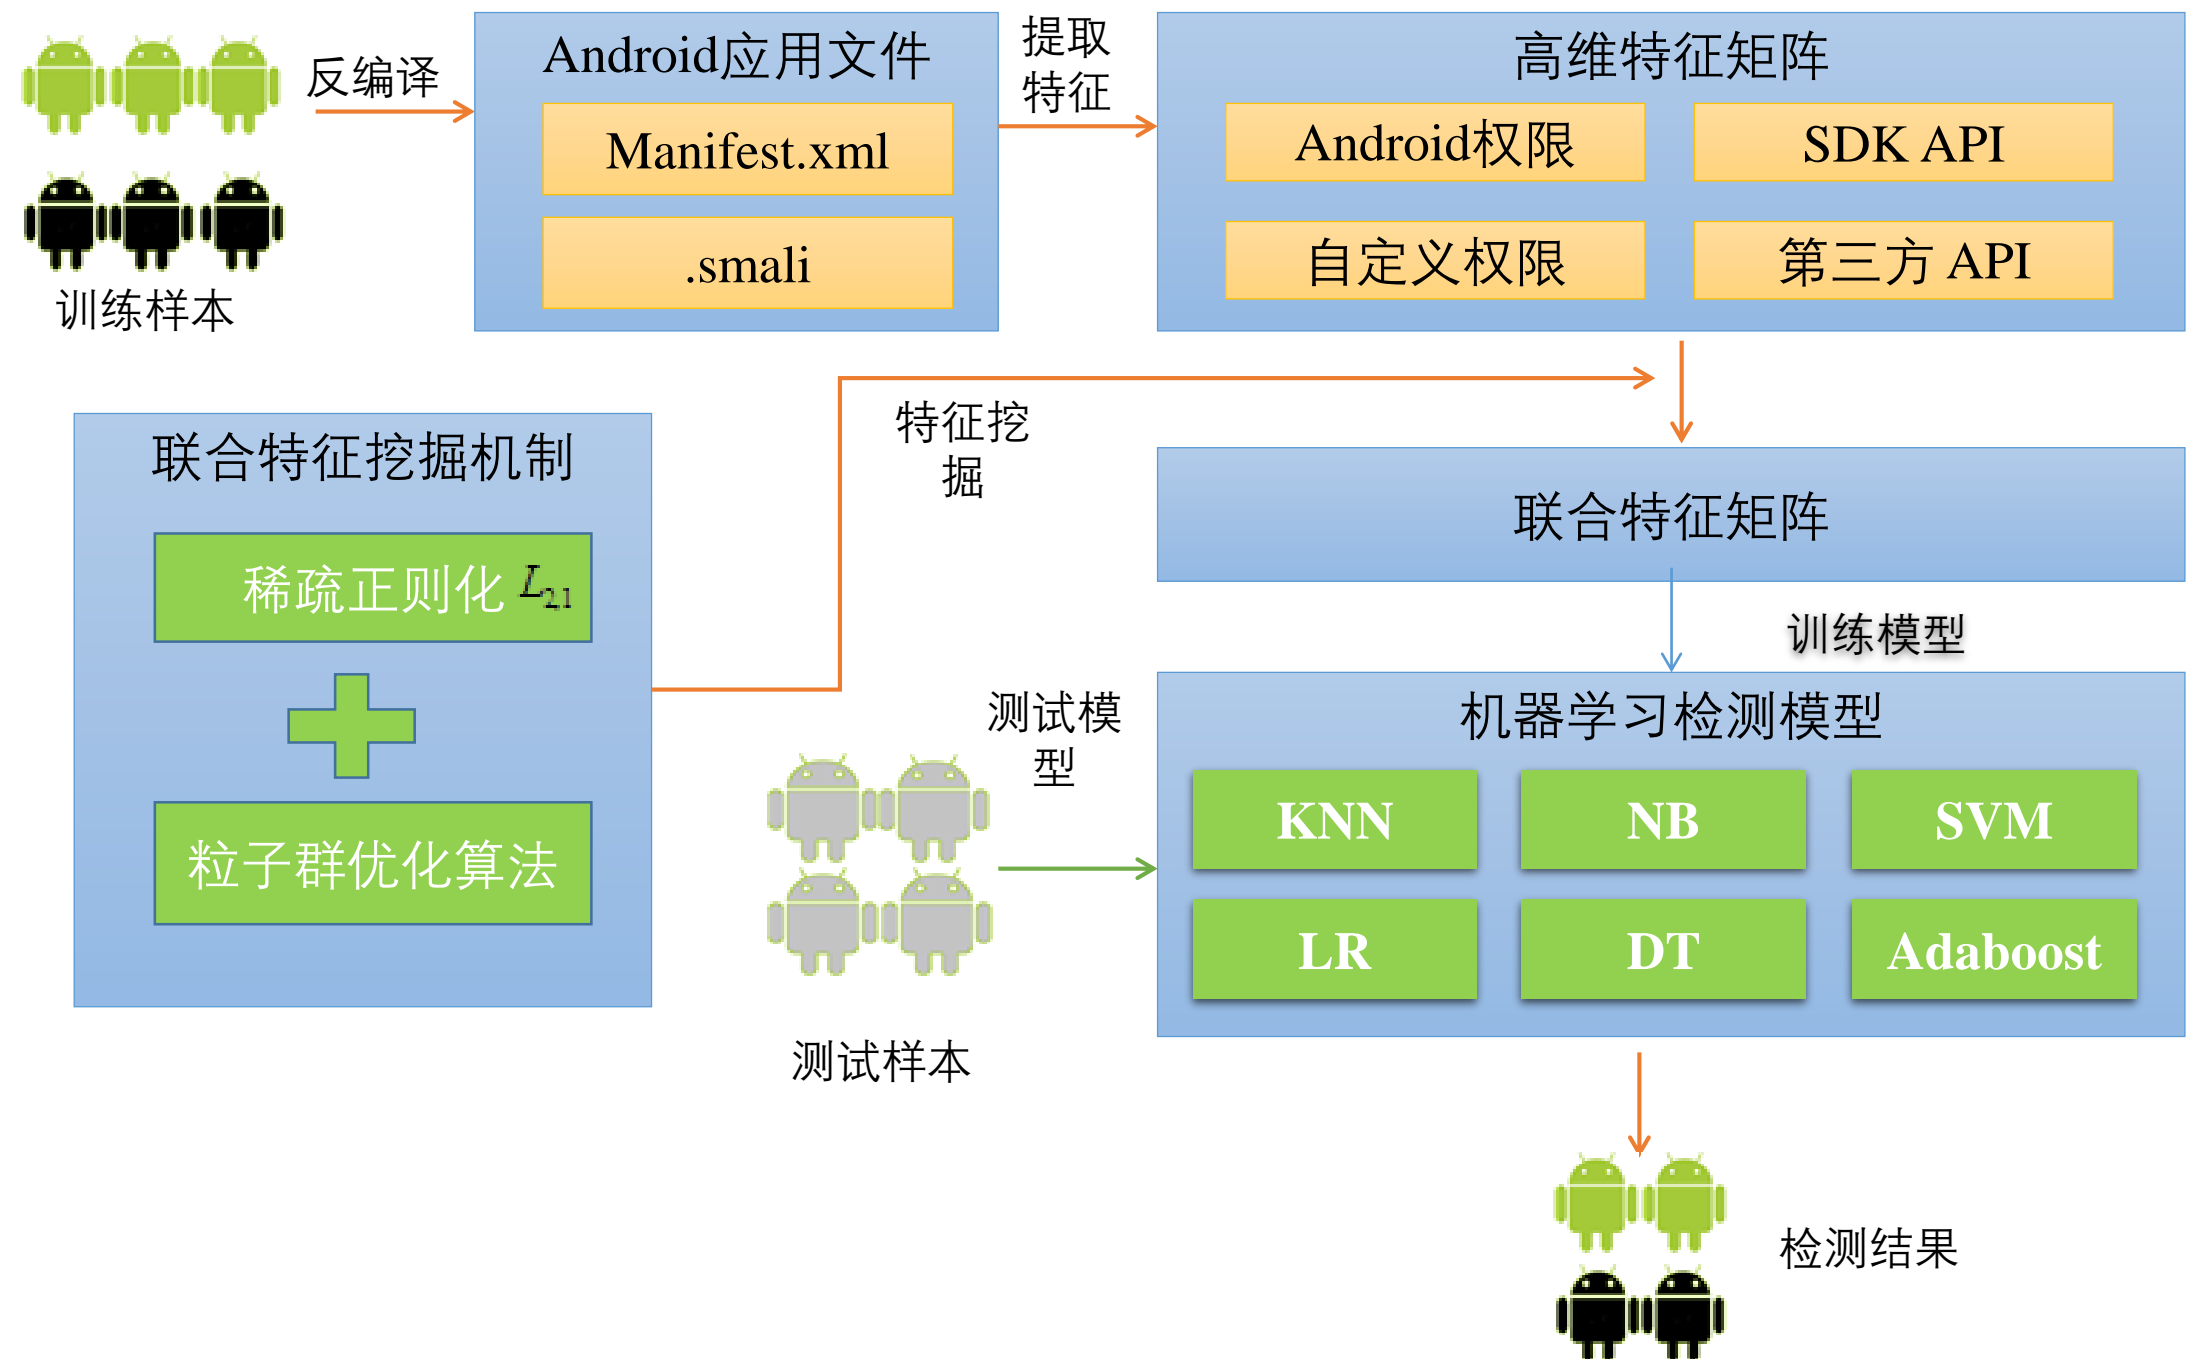 反编译
训练样本
Android应用文件
Manifest.xml
.smali
提取
特征
高维特征矩阵
Android权限
SDK API
自定义权限
第三方 API
联合特征挖掘机制
稀疏正则化 L2,1
粒子群优化算法
特征挖
掘
联合特征矩阵
训练模型
测试模
型
测试样本
机器学习检测模型
KNN
NB
SVM
LR
DT
Adaboost
检测结果